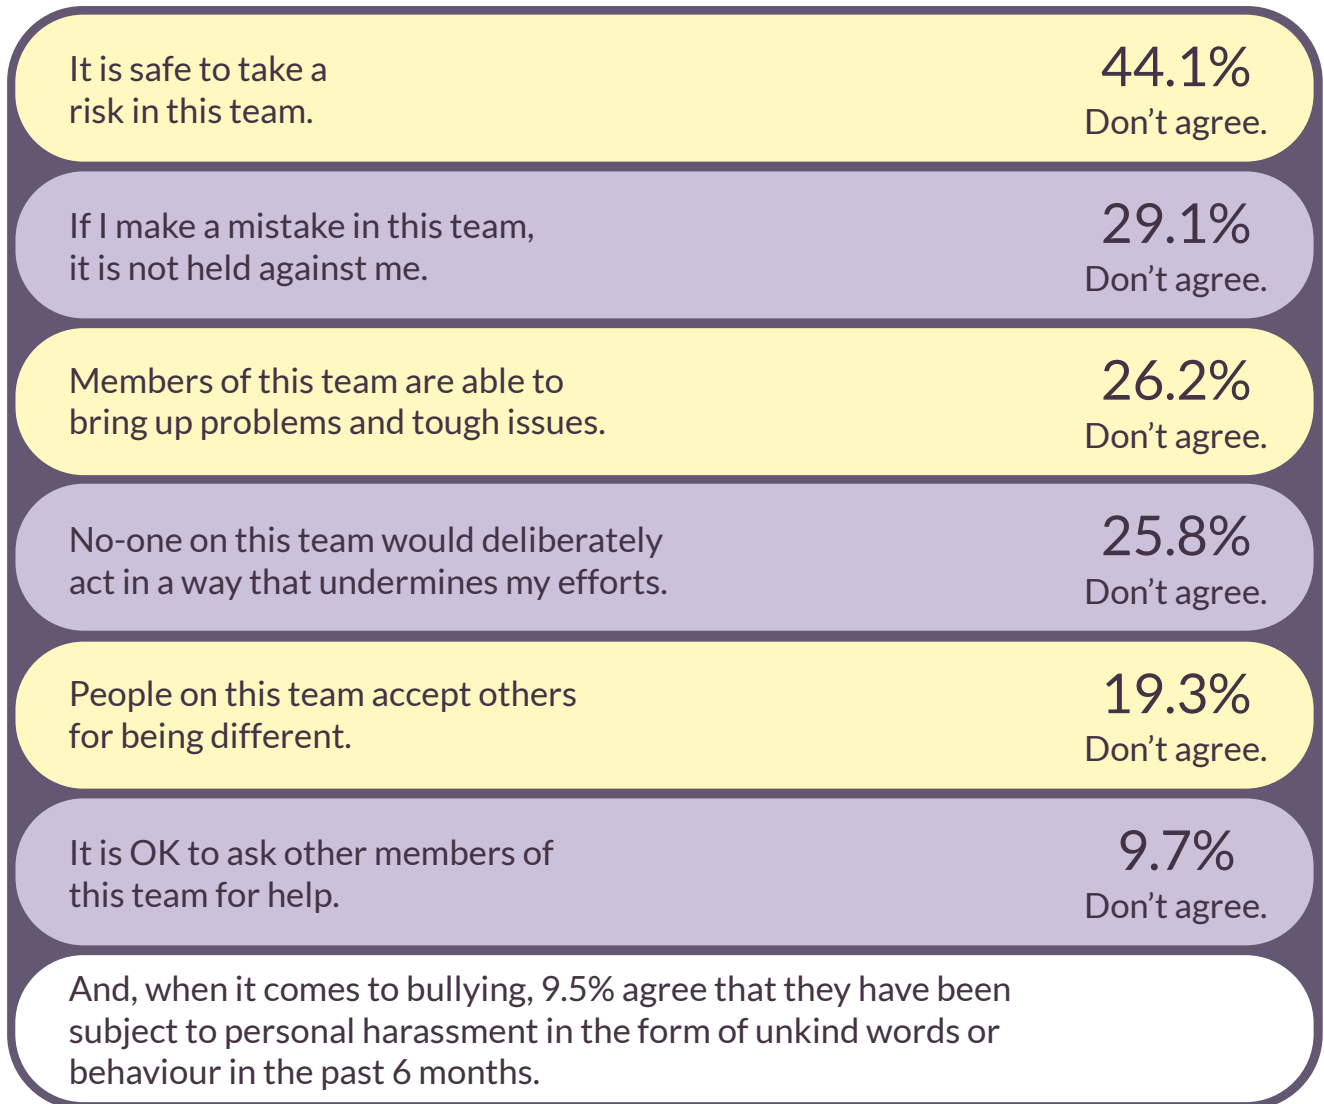 It is safe to take a
risk in this team.
44.1%
Don’t agree.
If I make a mistake in this team,
it is not held against me.
29.1%
Don’t agree.
Members of this team are able to
bring up problems and tough issues.
26.2%
Don’t agree.
No-one on this team would deliberately
act in a way that undermines my efforts.
25.8%
Don’t agree.
People on this team accept others
for being different.
19.3%
Don’t agree.
It is OK to ask other members of
this team for help.
9.7%
Don’t agree.
And, when it comes to bullying, 9.5% agree that they have been
subject to personal harassment in the form of unkind words or
behaviour in the past 6 months.